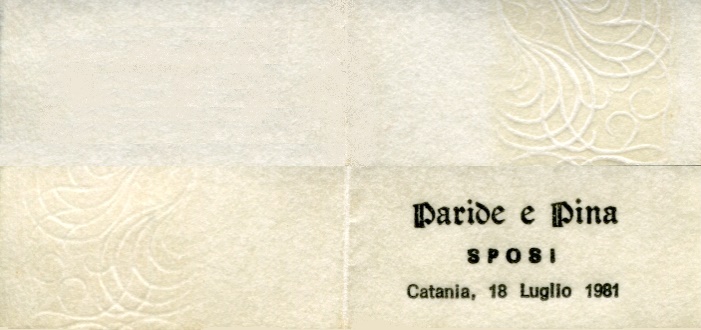 Paride e Pina
SPOSI
Catania, 18 Luglio 1981